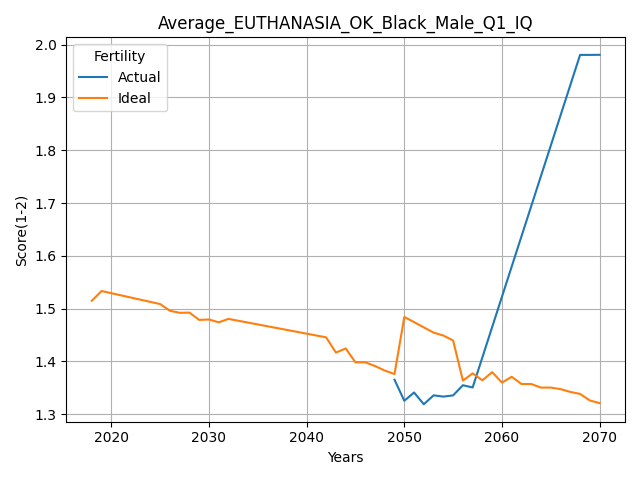 Average_EUTHANASIA_OK_Black_Male_Q1_IQ
Fertility
Actual
Ideal
Score(1-2)
2.0
1.9
1.8
1.7
1.6
1.5
1.4
1.3
2020
2030
2040
2050
2060
2070
Years